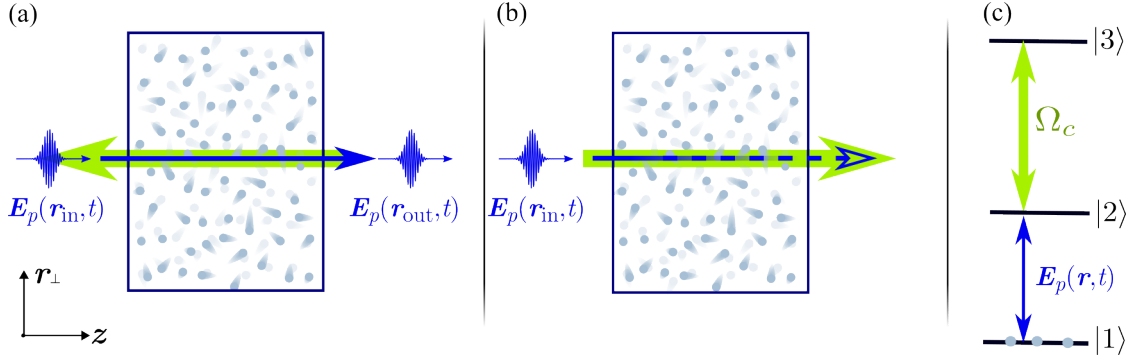 (a)
(b)
(c)
|3⟩
Ω_c
E_p(r_in,t)
E_p(r_out,t)
E_p(r_in,t)
|2⟩
E_p(r,t)
r_⊥
z
|1⟩